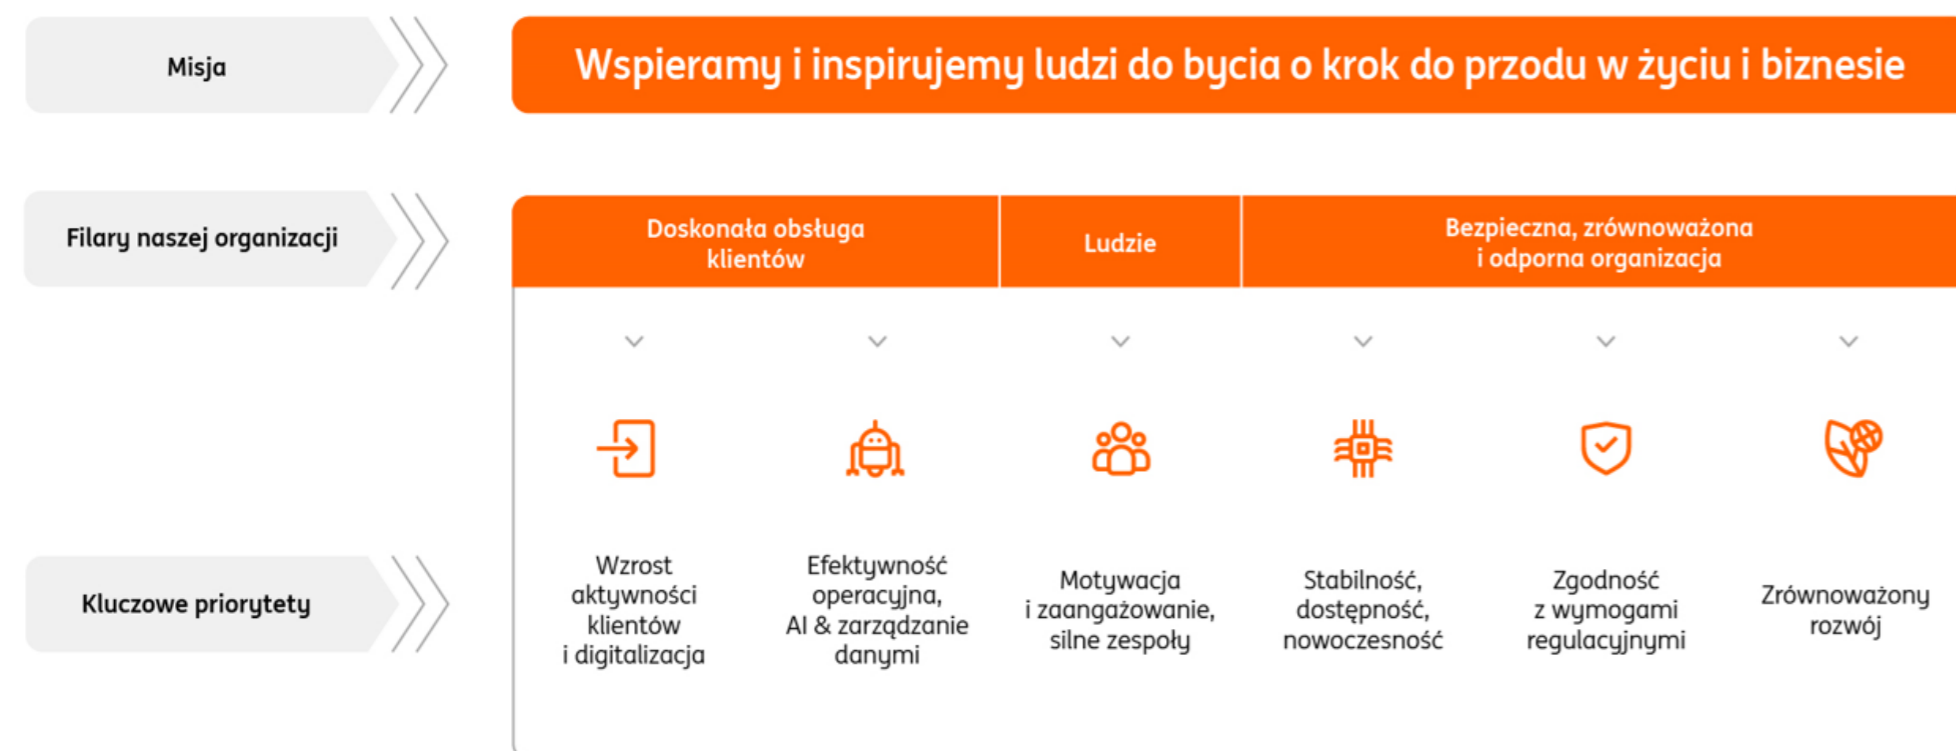 Misja
Wspieramy i inspirujemy ludzi do bycia o krok do przodu w życiu i biznesie
Filary naszej organizacji
Doskonała obsługa
klientów
Ludzie
Bezpieczna, zrównoważona
i odporna organizacja
Kluczowe priorytety
Wzrost
aktywności
klientów
i digitalizacja
Efektywność
operacyjna,
AI & zarządzanie
danymi
Motywacja
i zaangażowanie,
silne zespoły
Stabilność,
dostępność,
nowoczesność
Zgodność
z wymogami
regulacyjnymi
Zrównoważony
rozwój